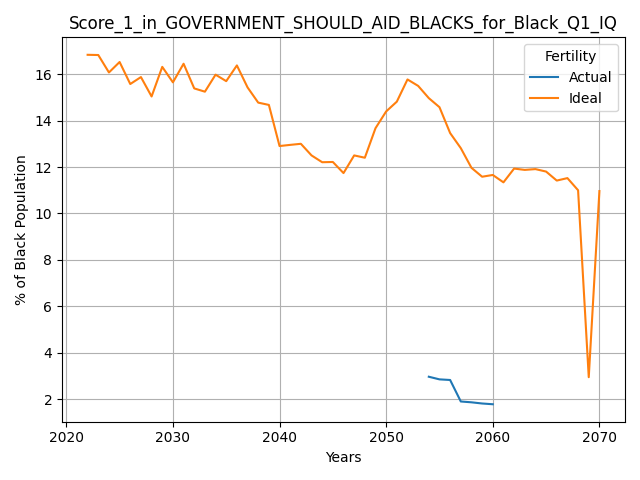 Score_1_in_GOVERNMENT_SHOULD_AID_BLACKS_for_Black_Q1_IQ
Fertility
Actual
Ideal
% of Black Population
16
14
12
10
8
6
4
2
2020 2030 2040 2050 2060 2070
Years